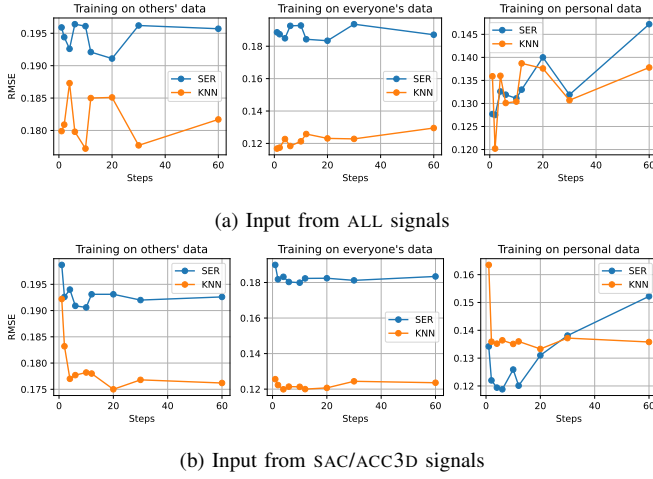 Training on others' data
Training on everyone's data
Training on personal data
RMSE
0.195
0.190
0.185
0.180
SER
KNN
0 20 40 60
Steps
0.18
0.16
0.14
0.12
SER
KNN
0 20 40 60
Steps
0.145
0.140
0.135
0.130
0.125
0.120
SER
KNN
0 20 40 60
Steps
(a) Input from ALL signals
Training on others' data
Training on everyone's data
Training on personal data
RMSE
0.195
0.190
0.185
0.180
0.175
SER
KNN
0 20 40 60
Steps
0.18
0.16
0.14
0.12
SER
KNN
0 20 40 60
Steps
0.16
0.15
0.14
0.13
0.12
SER
KNN
0 20 40 60
Steps
(b) Input from SAC/ACC3D signals